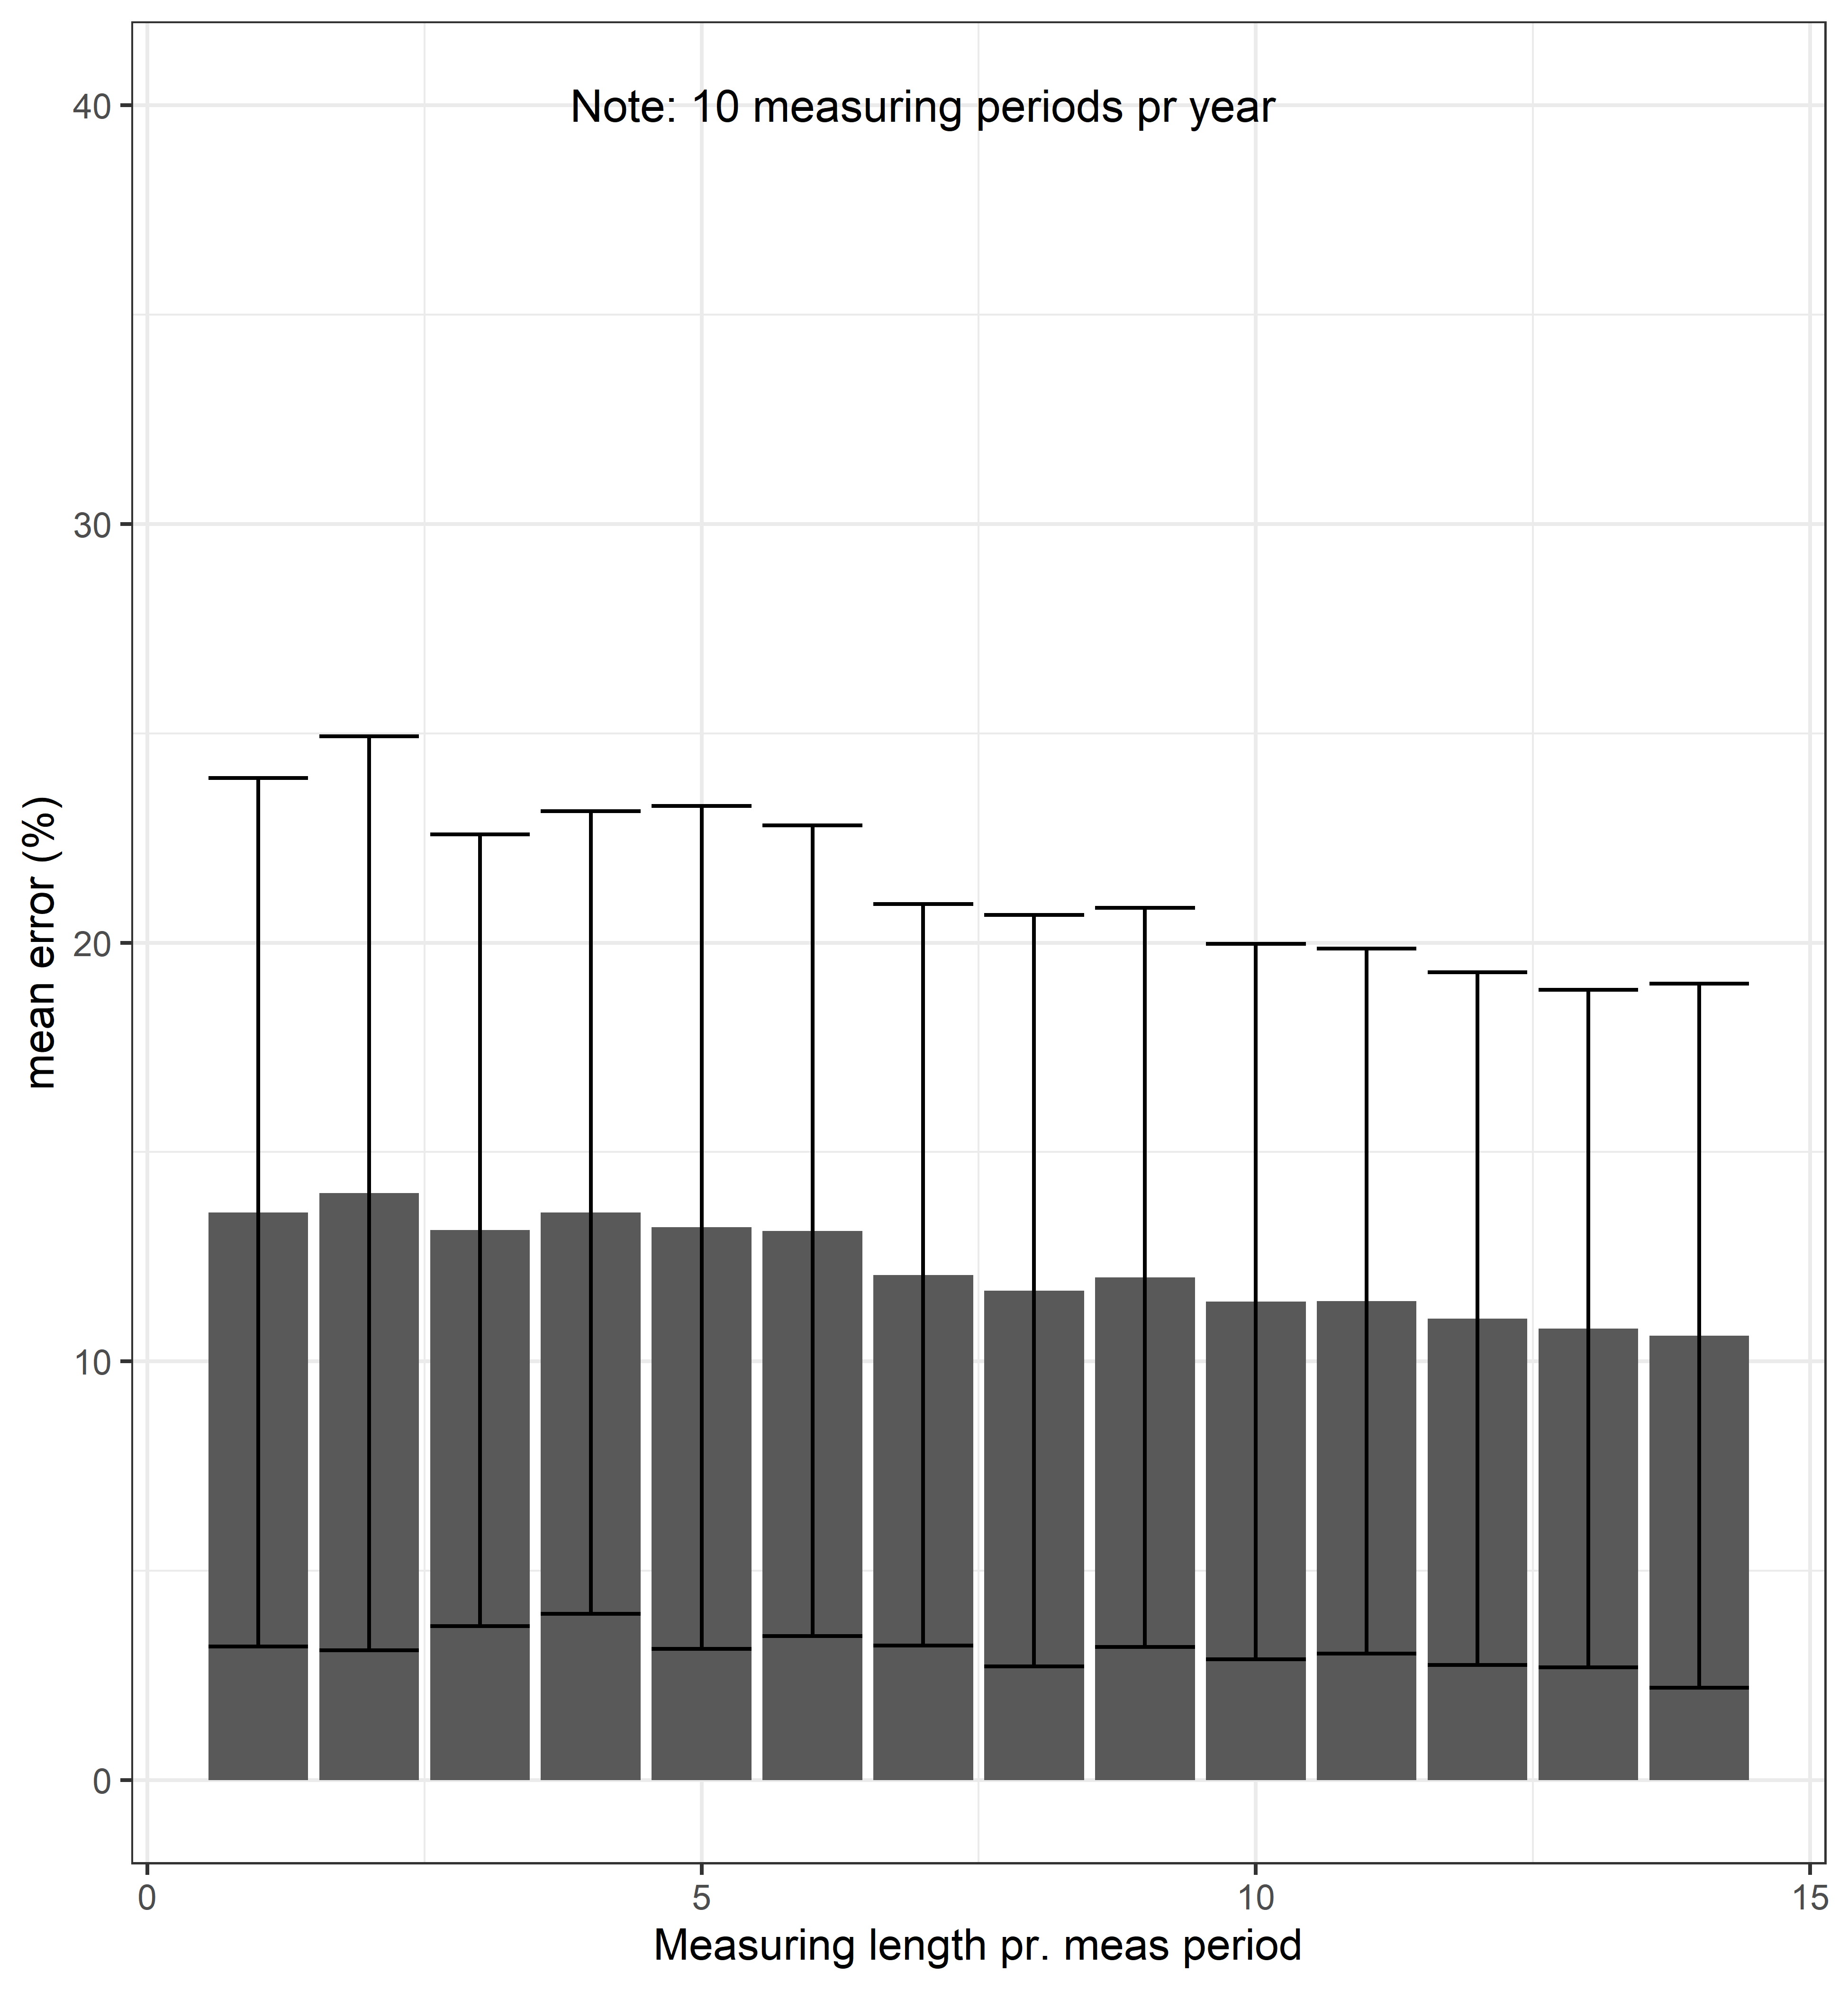 Note: 10 measuring periods pr year
40
30
20
10
0
mean error (%)
0 5 10 15
Measuring length pr. meas period